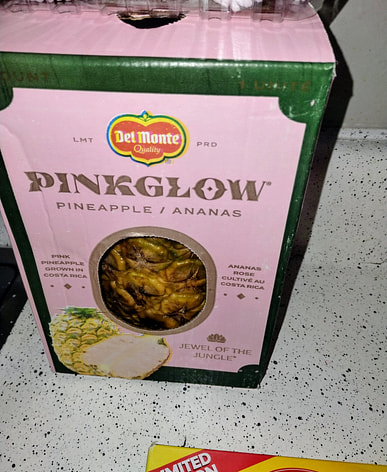 LMT
Del Monte
Quality
PRD
PINKGLOW®
PINEAPPLE / ANANAS
PINK
PINEAPPLE
GROWN IN
COSTA RICA
ANANAS
ROSE
CULTIVÉ AU
COSTA RICA
JEWEL OF THE
JUNGLE®